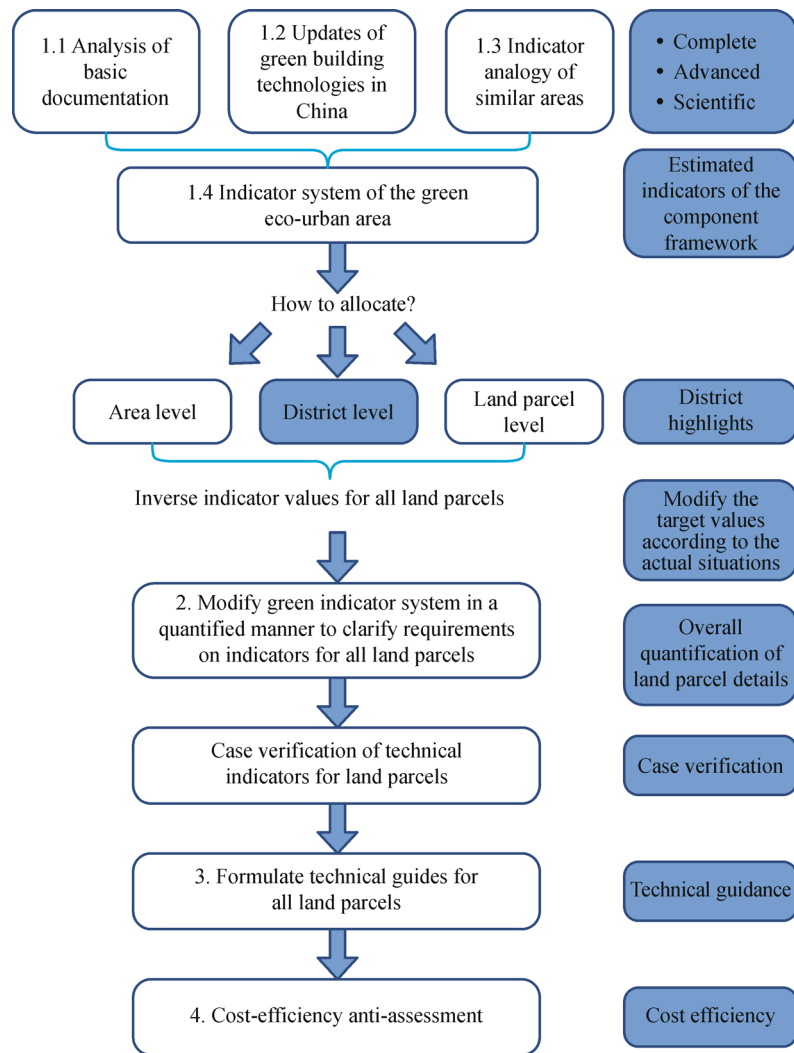 1.1 Analysis of
basic
documentation
1.2 Updates of
green building
technologies in
China
1.3 Indicator
analogy of
similar areas
• Complete
• Advanced
• Scientific
1.4 Indicator system of the green
eco-urban area
Estimated
indicators of the
component
framework
How to allocate?
Area level
District level
Land parcel
level
District
highlights
Inverse indicator values for all land parcels
Modify the
target values
according to the
actual situations
2. Modify green indicator system in a
quantified manner to clarify requirements
on indicators for all land parcels
Overall
quantification of
land parcel details
Case verification of technical
indicators for land parcels
Case verification
3. Formulate technical guides for
all land parcels
Technical guidance
4. Cost-efficiency anti-assessment
Cost efficiency